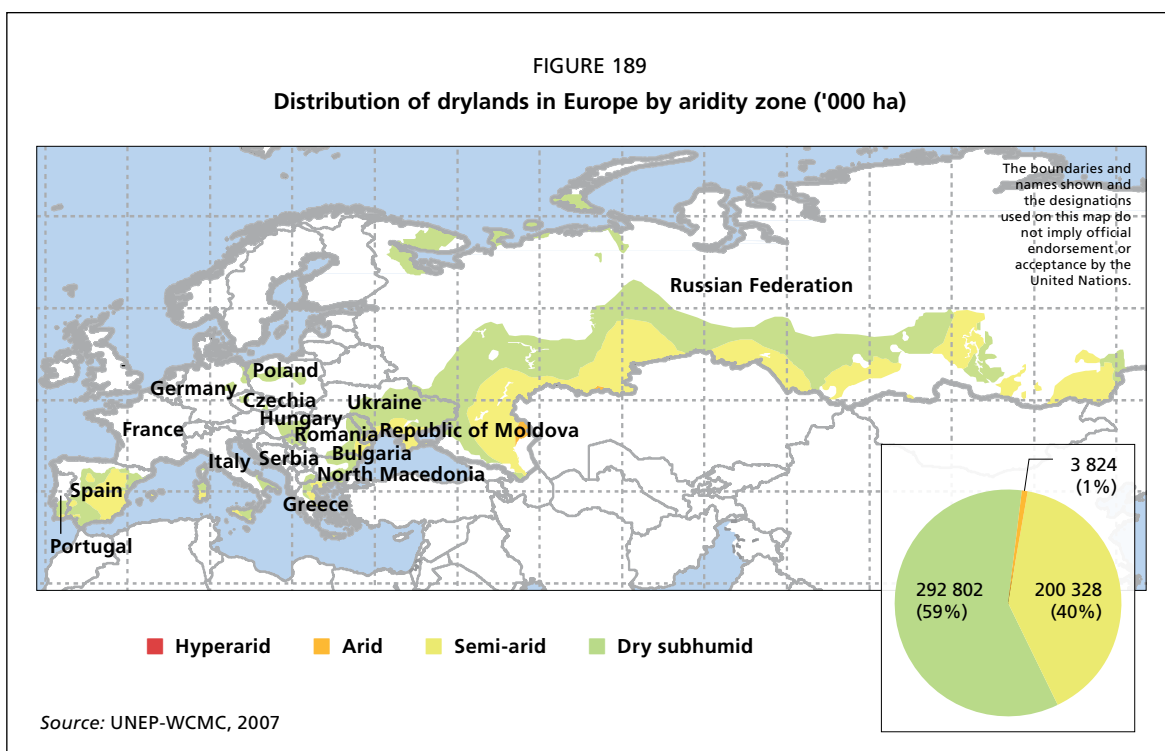 FIGURE 189
Distribution of drylands in Europe by aridity zone ('000 ha)
The boundaries and
names shown and
the designations
used on this map do
not imply official
endorsement or
acceptance by the
United Nations.
Russian Federation
Poland
Germany
Czechia
Ukraine
Hungary
France
Romania
Republic of Moldova
Italy
Serbia
Bulgaria
North Macedonia
Spain
Greece
Portugal
3 824
(1%)
292 802
(59%)
200 328
(40%)
Hyperarid
Arid
Semi-arid
Dry subhumid
Source: UNEP-WCMC, 2007